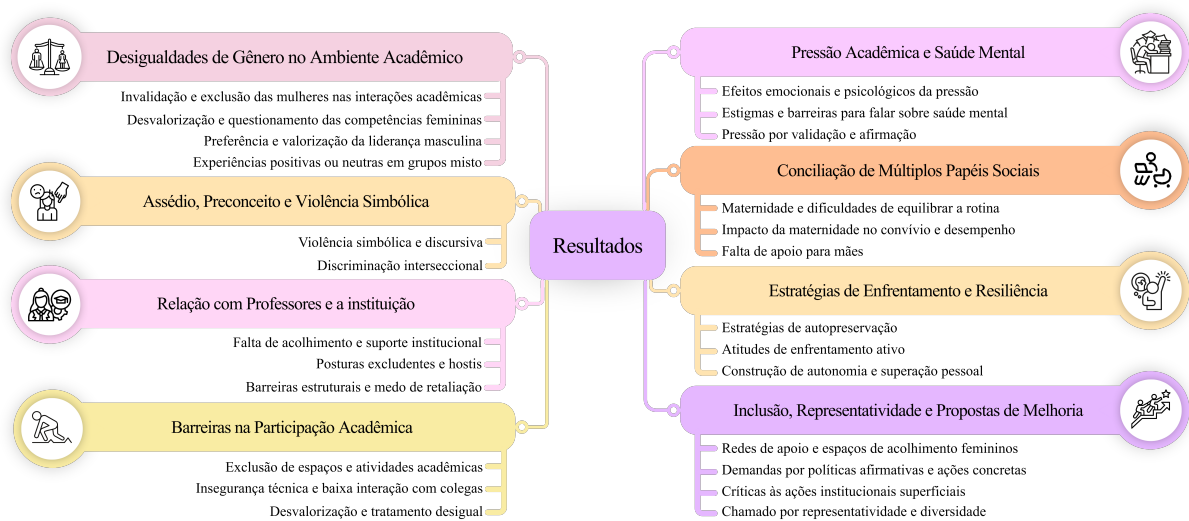 Desigualdades de Gênero no Ambiente Acadêmico
Invalidação e exclusão das mulheres nas interações acadêmicas
Desvalorização e questionamento das competências femininas
Preferência e valorização da liderança masculina
Experiências positivas ou neutras em grupos misto
Assédio, Preconceito e Violência Simbólica
Violência simbólica e discursiva
Discriminação interseccional
Relação com Professores e a instituição
Falta de acolhimento e suporte institucional
Posturas excludentes e hostis
Barreiras estruturais e medo de retaliação
Barreiras na Participação Acadêmica
Exclusão de espaços e atividades acadêmicas
Insegurança técnica e baixa interação com colegas
Desvalorização e tratamento desigual
Resultados
Pressão Acadêmica e Saúde Mental
Efeitos emocionais e psicológicos da pressão
Estigmas e barreiras para falar sobre saúde mental
Pressão por validação e afirmação
Conciliação de Múltiplos Papéis Sociais
Maternidade e dificuldades de equilibrar a rotina
Impacto da maternidade no convívio e desempenho
Falta de apoio para mães
Estratégias de Enfrentamento e Resiliência
Estratégias de autopreservação
Atitudes de enfrentamento ativo
Construção de autonomia e superação pessoal
Inclusão, Representatividade e Propostas de Melhoria
Redes de apoio e espaços de acolhimento femininos
Demandas por políticas afirmativas e ações concretas
Críticas às ações institucionais superficiais
Chamado por representatividade e diversidade